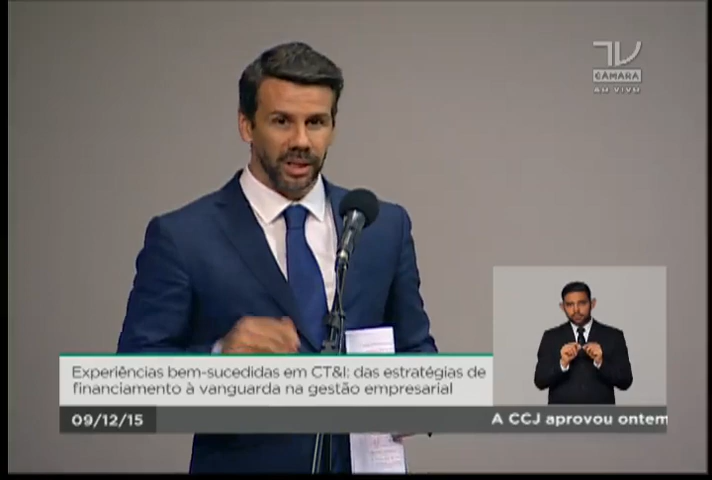 TV
CÂMARA
AO VIVO
Experiências bem-sucedidas em CT&I: das estratégias de
financiamento à vanguarda na gestão empresarial
09/12/15
A CCJ aprovou ontem